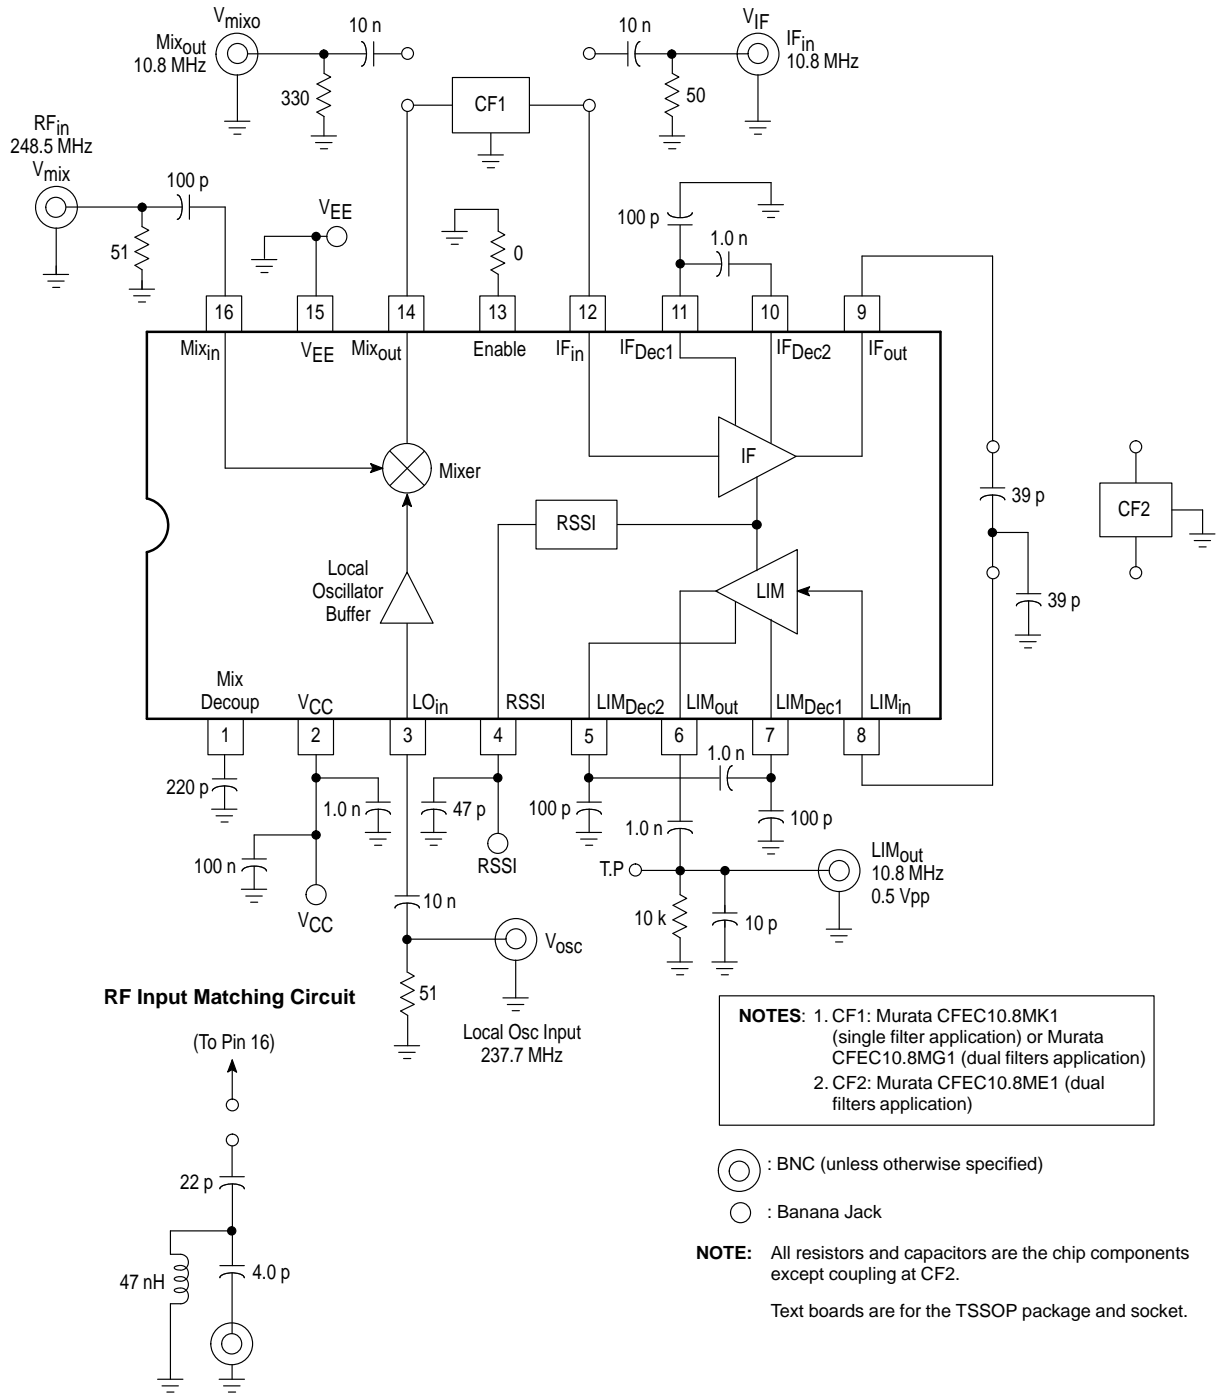 Vmixo
Mixout
10.8 MHz
10 n
330
CF1
10 n
50
VIF
IFin
10.8 MHz
RFin
248.5 MHz
Vmix
100 p
51
VEE
0
100 p
1.0 n
16
15
14
13
12
11
10
9
Mixin
VEE
Mixout
Enable
IFin
IFDec1
IFDec2
IFout
Mixer
IF
RSSI
Local
Oscillator
Buffer
LIM
39 p
39 p
CF2
Mix
Decoup
VCC
LOin
RSSI
LIMDec2
LIMout
LIMDec1
LIMin
1
2
3
4
5
6
7
8
220 p
1.0 n
100 n
VCC
47 p
RSSI
100 p
1.0 n
1.0 n
100 p
T.P
10 k
10 p
LIMout
10.8 MHz
0.5 Vpp
10 n
Vosc
51
Local Osc Input
237.7 MHz
RF Input Matching Circuit
(To Pin 16)
22 p
47 nH
4.0 p
NOTES: 1. CF1: Murata CFEC10.8MK1
(single filter application) or Murata
CFEC10.8MG1 (dual filters application)
2. CF2: Murata CFEC10.8ME1 (dual
filters application)
: BNC (unless otherwise specified)
: Banana Jack
NOTE: All resistors and capacitors are the chip components
except coupling at CF2.
Text boards are for the TSSOP package and socket.